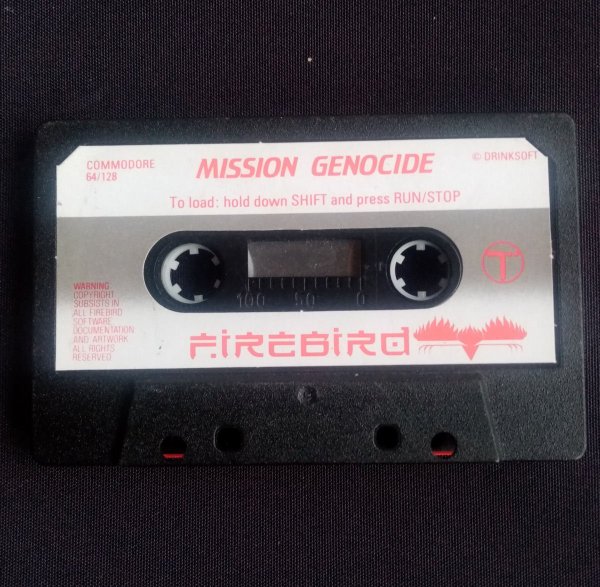 COMMODORE
64/128
MISSION GENOCIDE
© DRINKSOFT
To load: hold down SHIFT and press RUN/STOP
100 50 0
WARNING
COPYRIGHT
SUBSISTS IN
ALL FIREBIRD
SOFTWARE
DOCUMENTATION
AND ARTWORK
ALL RIGHTS
RESERVED
FIREBIRD